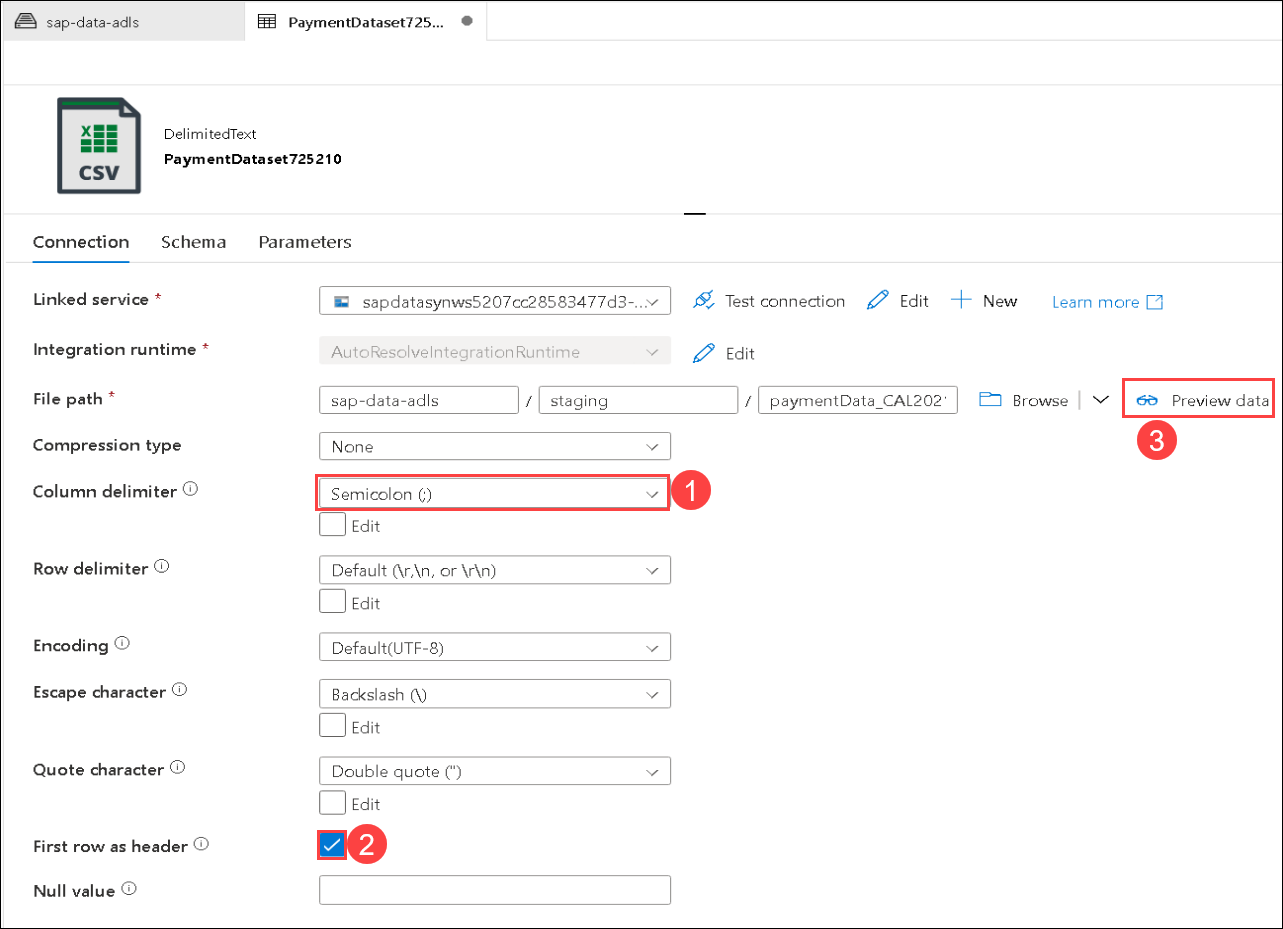 sap-data-adls
PaymentDataset725...
CSV
DelimitedText
PaymentDataset725210
Connection Schema Parameters
Linked service * sapdatasynws5207cc28583477d3-... Test connection Edit New Learn more
Integration runtime * AutoResolveIntegrationRuntime Edit
File path * sap-data-adls / staging / paymentData_CAL2021 Browse Preview data
3
Compression type None
Column delimiter Semicolon (;) 1
Edit
Row delimiter Default (\r,\n, or \r\n)
Edit
Encoding Default(UTF-8)
Escape character Backslash (\)
Edit
Quote character Double quote (")
Edit
First row as header 2
Null value